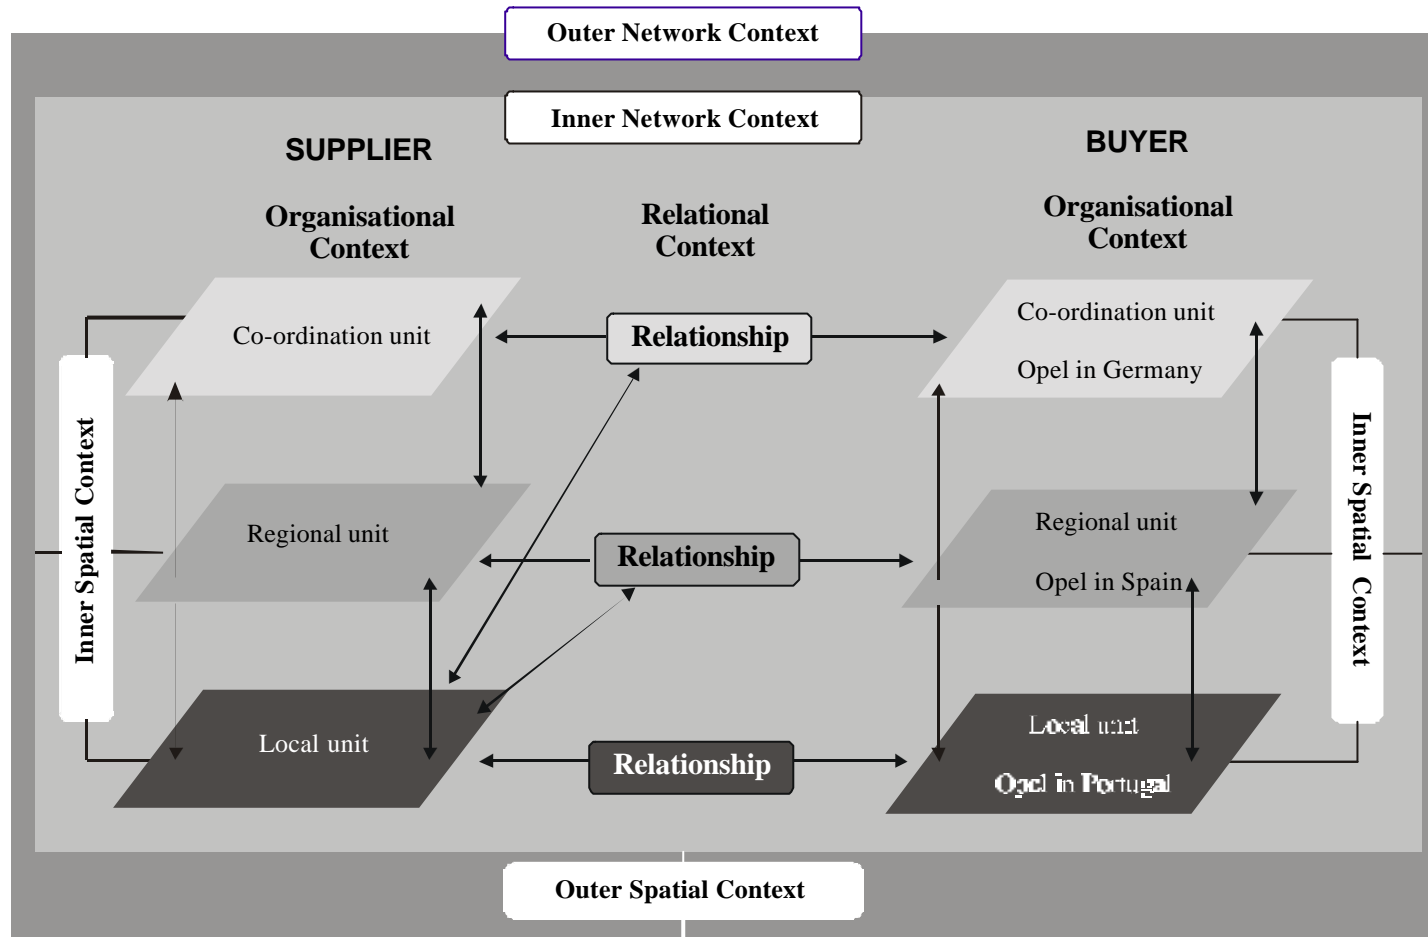 Outer Network Context
Inner Network Context
SUPPLIER
BUYER
Organisational
Context
Relational
Context
Organisational
Context
Co-ordination unit
Relationship
Co-ordination unit
Opel in Germany
Inner Spatial Context
Inner Spatial Context
Regional unit
Relationship
Regional unit
Opel in Spain
Local unit
Relationship
Local unit
Opel in Portugal
Outer Spatial Context